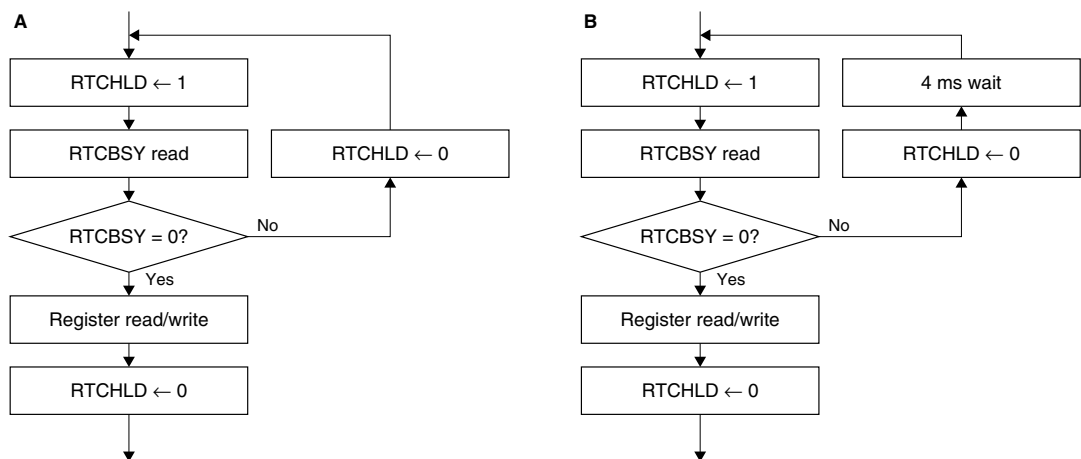 A
RTCHLD ← 1
RTCBSY read
RTCHLD ← 0
RTCBSY = 0?
No
Yes
Register read/write
RTCHLD ← 0
B
RTCHLD ← 1
4 ms wait
RTCBSY read
RTCHLD ← 0
RTCBSY = 0?
No
Yes
Register read/write
RTCHLD ← 0